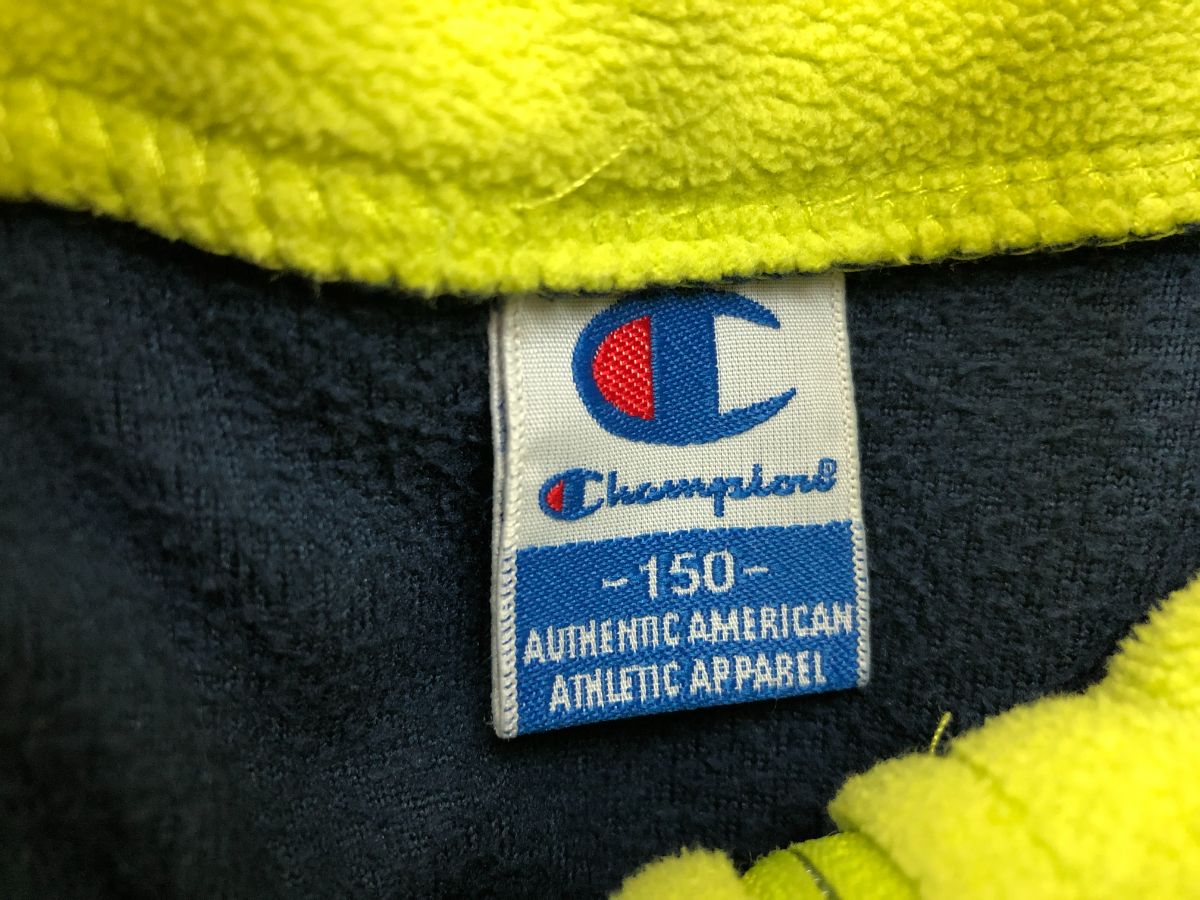 Champion®
-150-
AUTHENTIC AMERICAN
ATHLETIC APPAREL